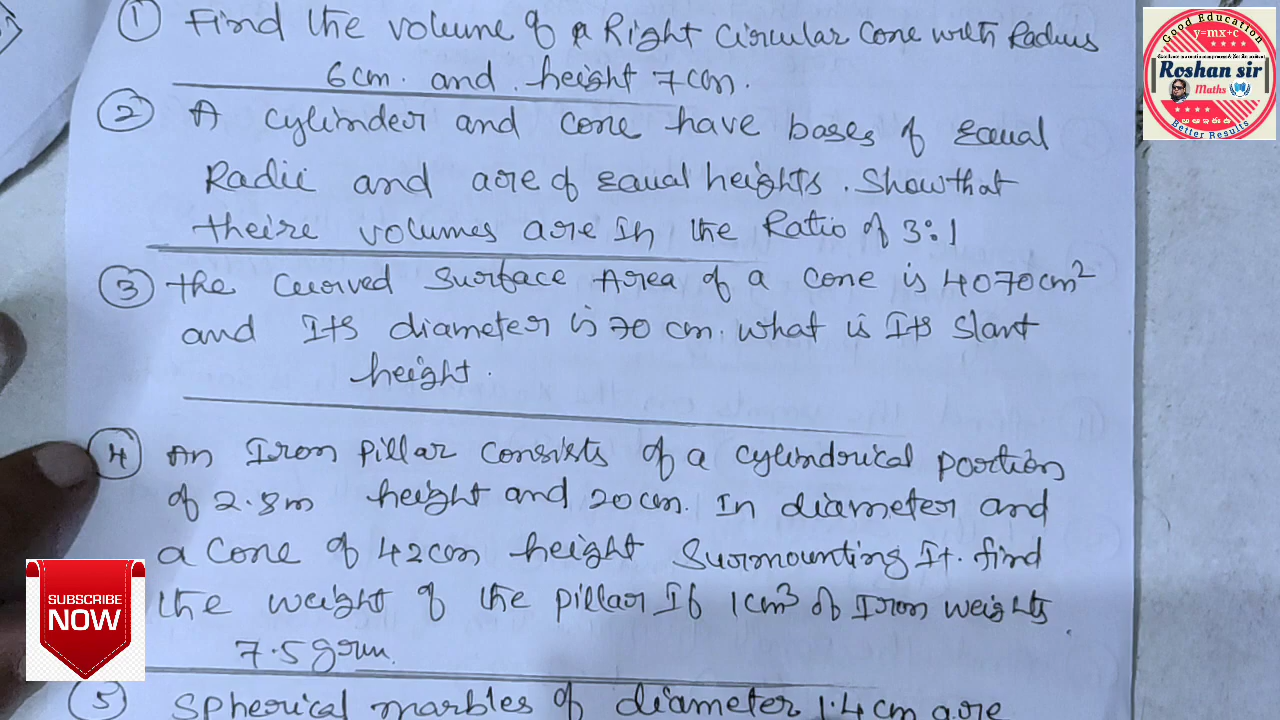 ① Find the volume of a Right Circular Cone with Radius
6cm. and height 7cm.
② A cylinder and cone have bases of Equal
Radii and are of Equal heights. Show that
theire volumes are In the Ratio of 3:1
③ the Curved Surface Area of a cone is 4070cm²
and Its diameter is 70 cm. what is Its slant
height.
④ An Iron Pillar consists of a cylindrical portion
of 2.8m height and 20cm. In diameter and
a Cone of 42cm height Surmounting It. find
the weight of the pillar If 1cm³ of Iron weights
7.5 gram.
⑤ Spherical marbles of diameter 1.4cm are
Good Education
y=mx+c
Roshan sir
Maths
Better Results
SUBSCRIBE
NOW